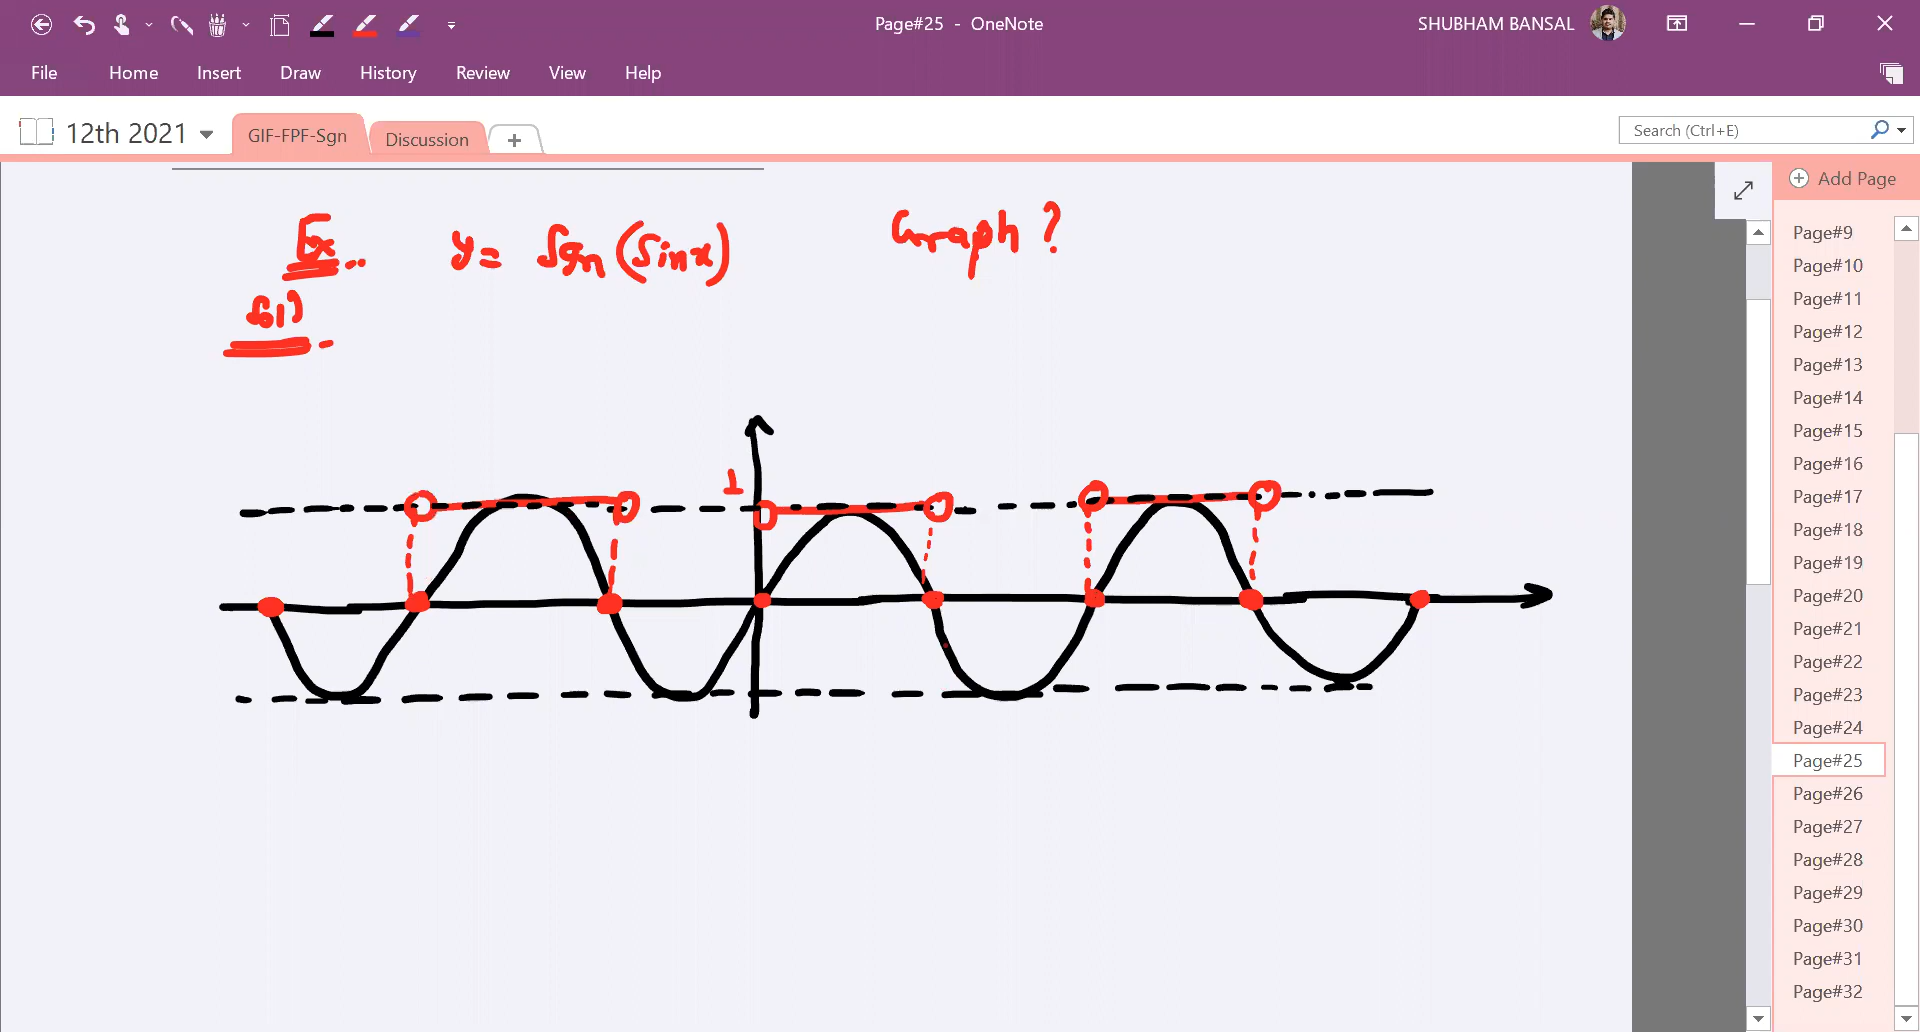 Page#25 - OneNote
SHUBHAM BANSAL
File Home Insert Draw History Review View Help
12th 2021
GIF-FPF-Sgn
Discussion
Search (Ctrl+E)
Add Page
Ex..
y = Sgn (Sinx)
Graph?
Sol)
1
Page#9
Page#10
Page#11
Page#12
Page#13
Page#14
Page#15
Page#16
Page#17
Page#18
Page#19
Page#20
Page#21
Page#22
Page#23
Page#24
Page#25
Page#26
Page#27
Page#28
Page#29
Page#30
Page#31
Page#32